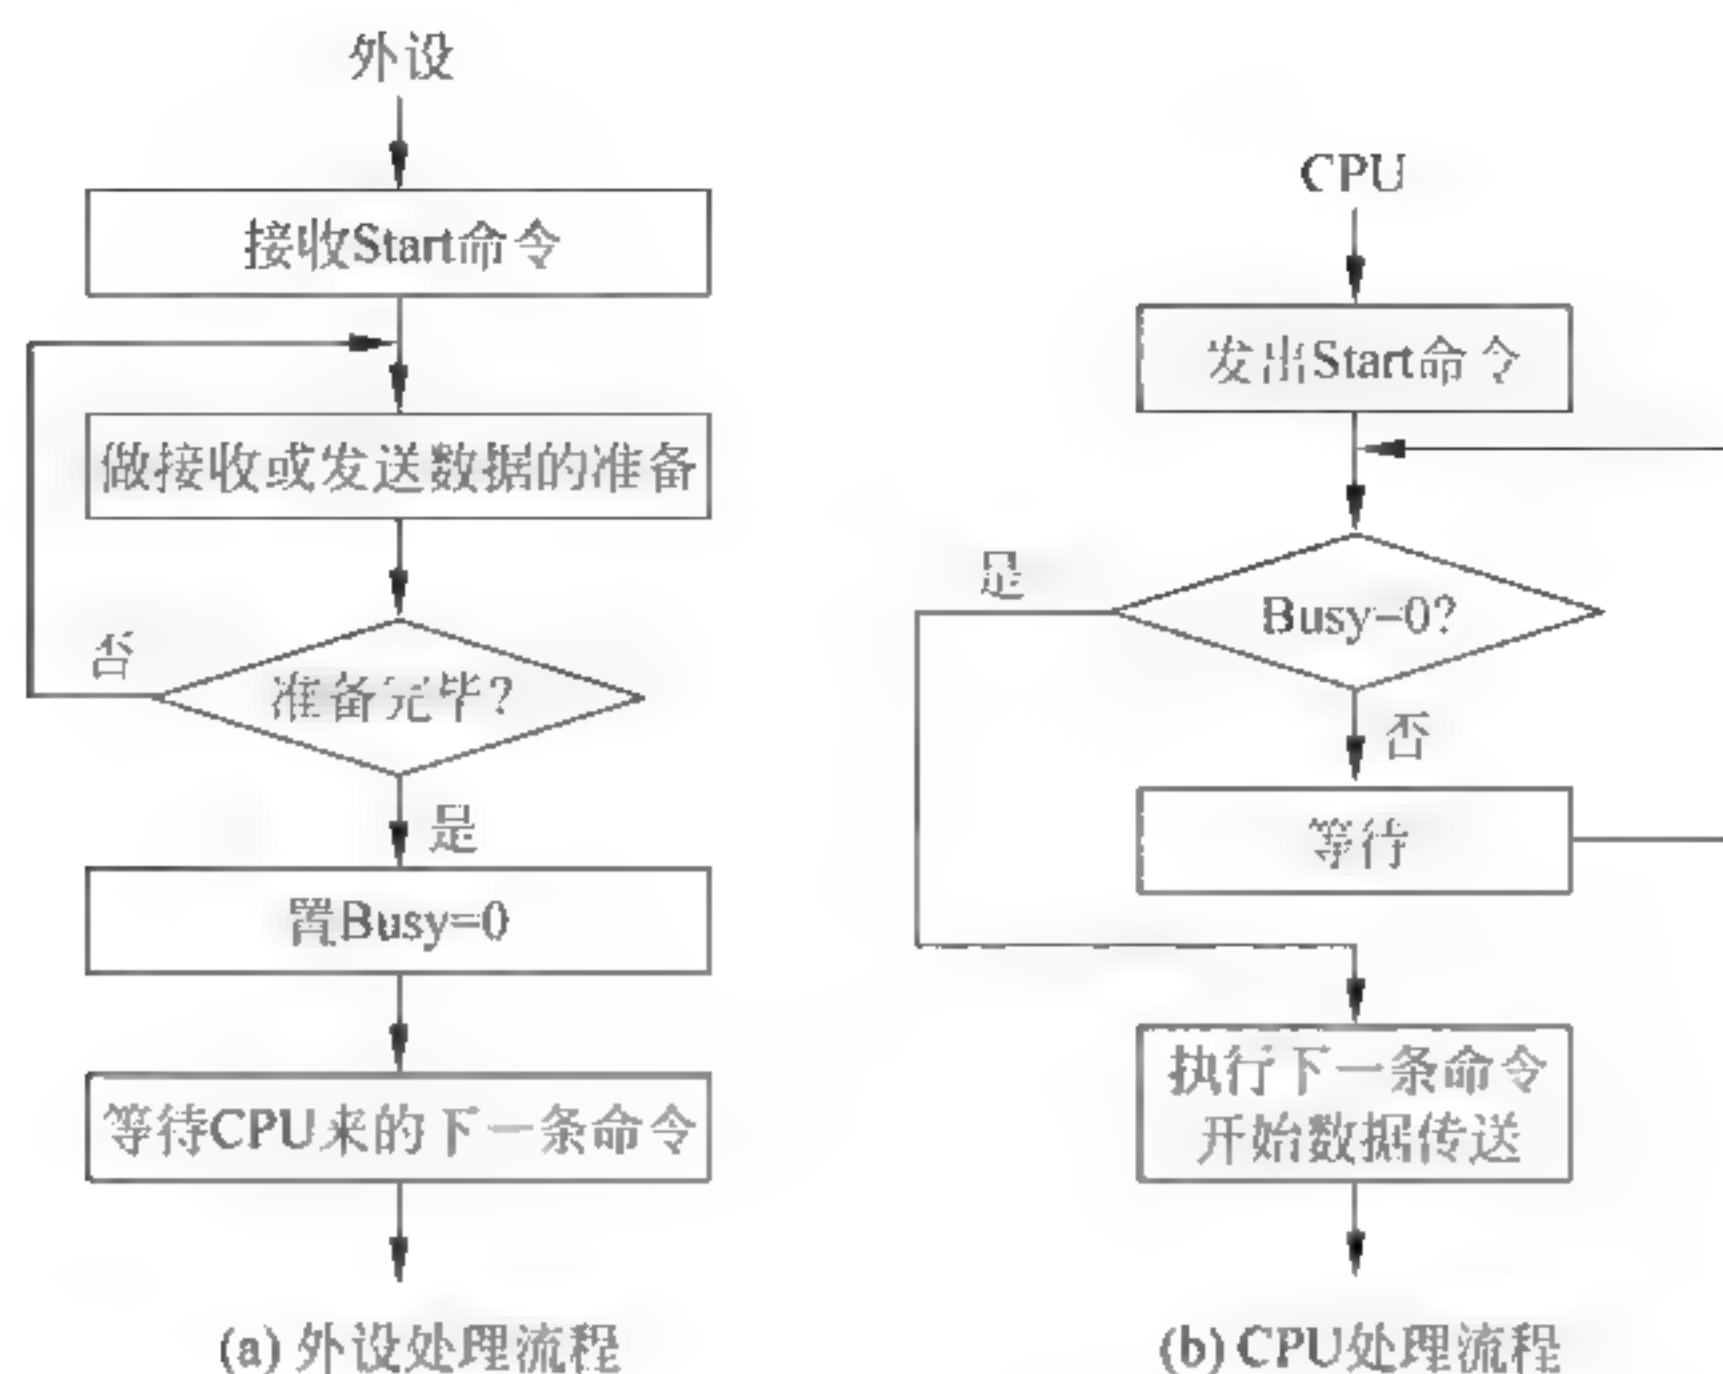 外设
接收Start命令
做接收或发送数据的准备
否
准备完毕?
是
置Busy=0
等待CPU来的下一条命令
(a) 外设处理流程
CPU
发出Start命令
是
Busy=0?
否
等待
执行下一条命令
开始数据传送
(b) CPU处理流程